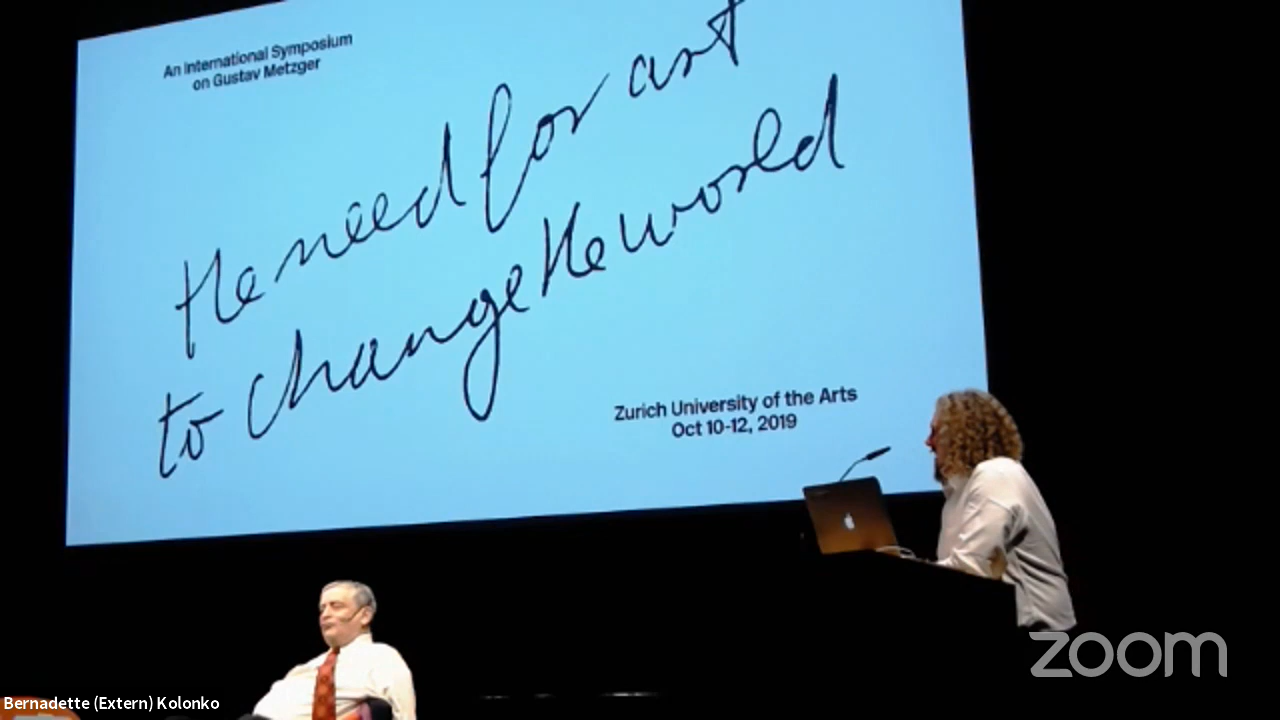 An International Symposium
on Gustav Metzger
the need for art
to change the world
Zurich University of the Arts
Oct 10-12, 2019
zoom
Bernadette (Extern) Kolonko